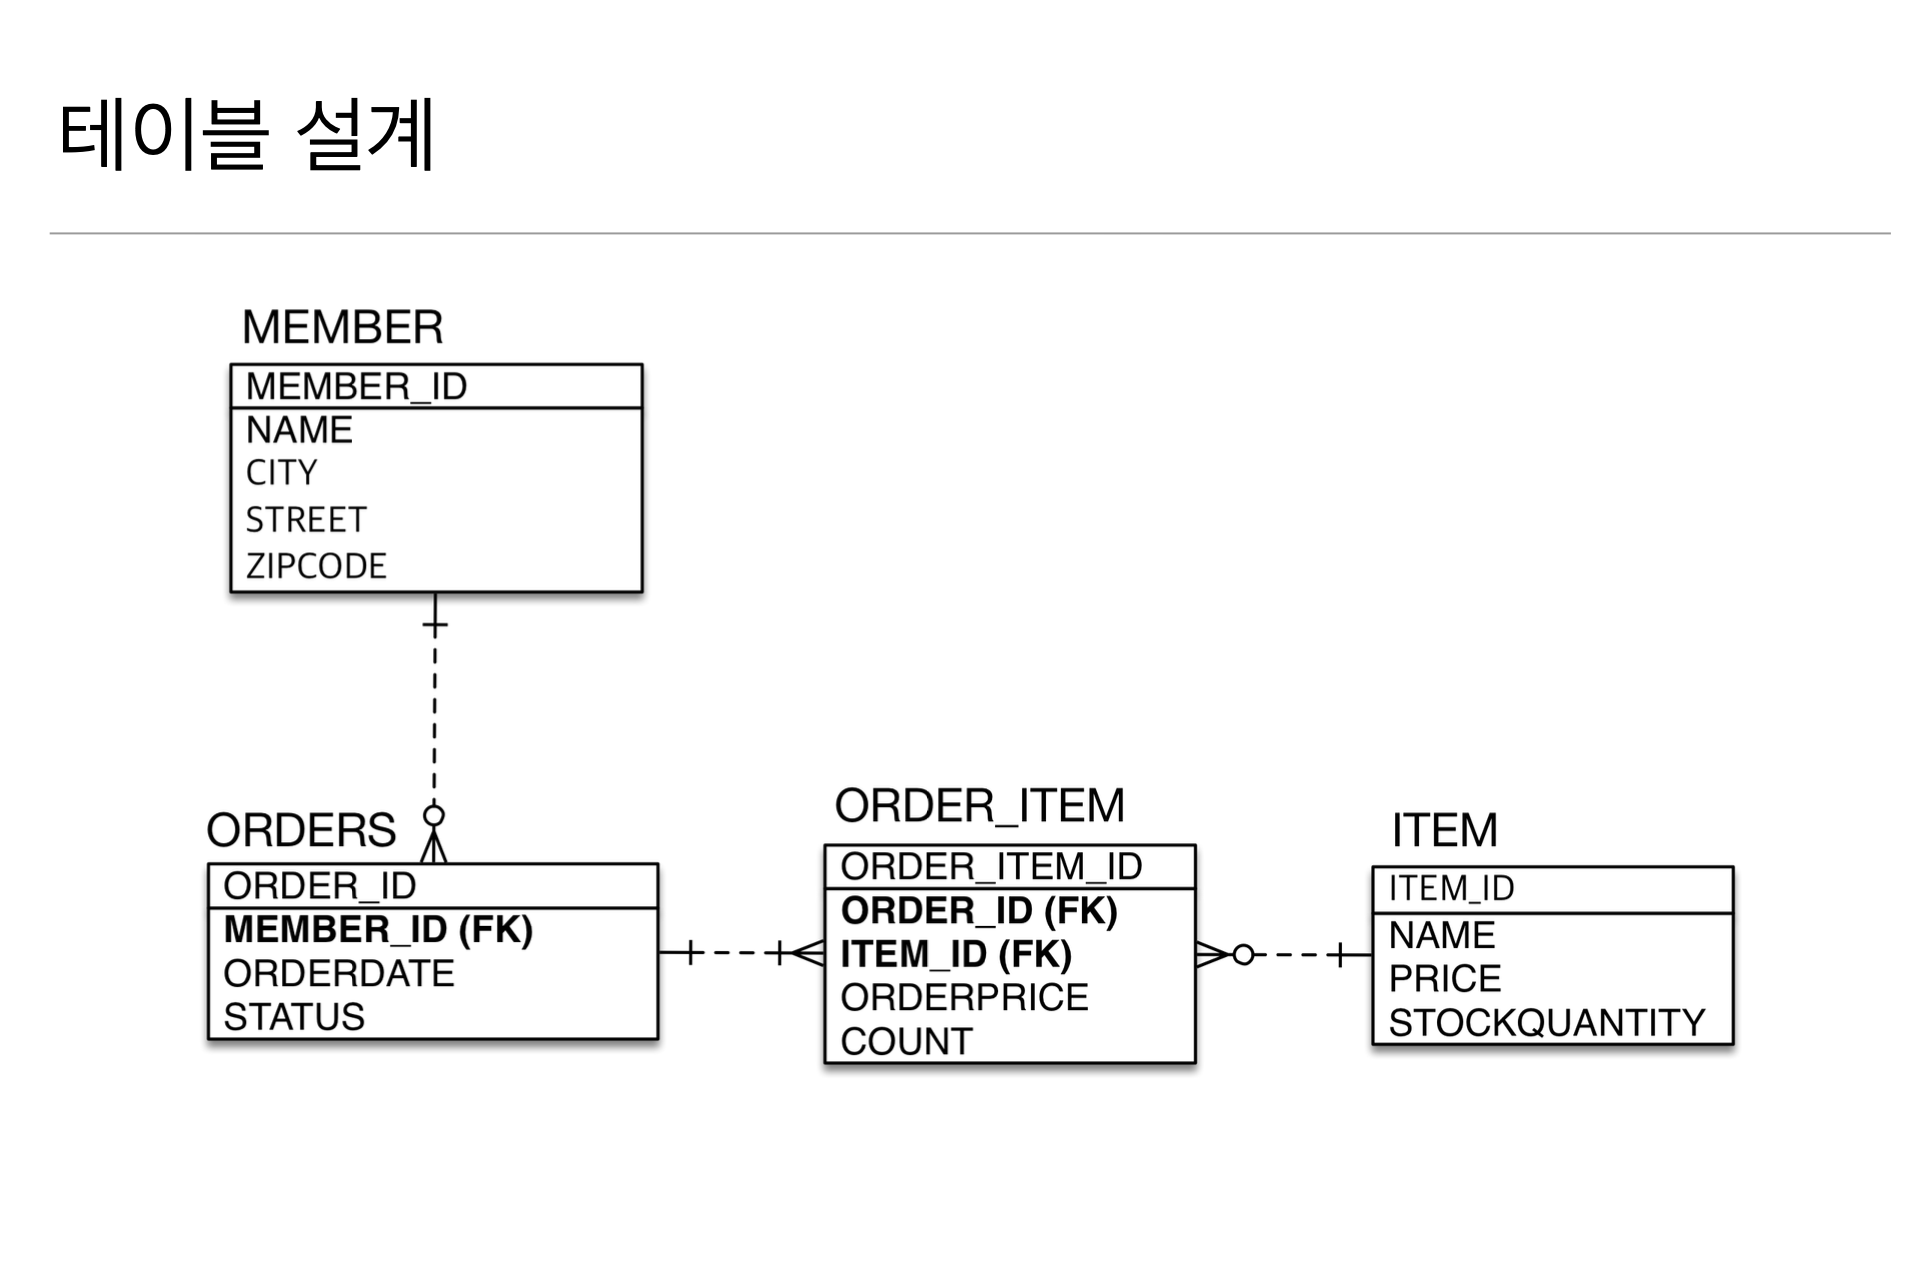 테이블 설계
MEMBER
MEMBER_ID
NAME
CITY
STREET
ZIPCODE
ORDERS
ORDER_ID
MEMBER_ID (FK)
ORDERDATE
STATUS
ORDER_ITEM
ORDER_ITEM_ID
ORDER_ID (FK)
ITEM_ID (FK)
ORDERPRICE
COUNT
ITEM
ITEM_ID
NAME
PRICE
STOCKQUANTITY